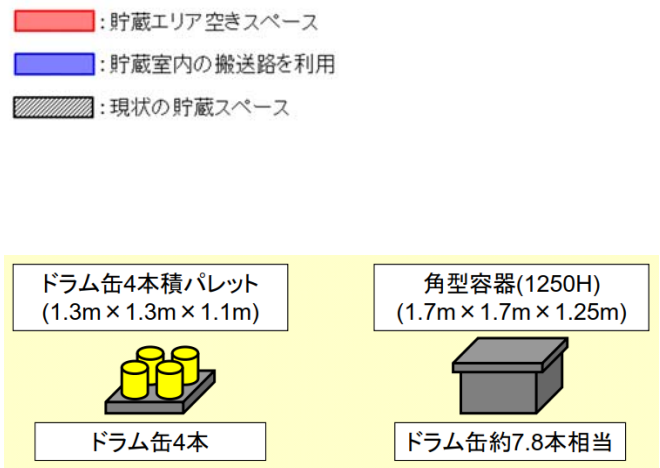 ：貯蔵エリア空きスペース
：貯蔵室内の搬送路を利用
：現状の貯蔵スペース
ドラム缶4本積パレット
(1.3m×1.3m×1.1m)
角型容器(1250H)
(1.7m×1.7m×1.25m)
ドラム缶4本
ドラム缶約7.8本相当